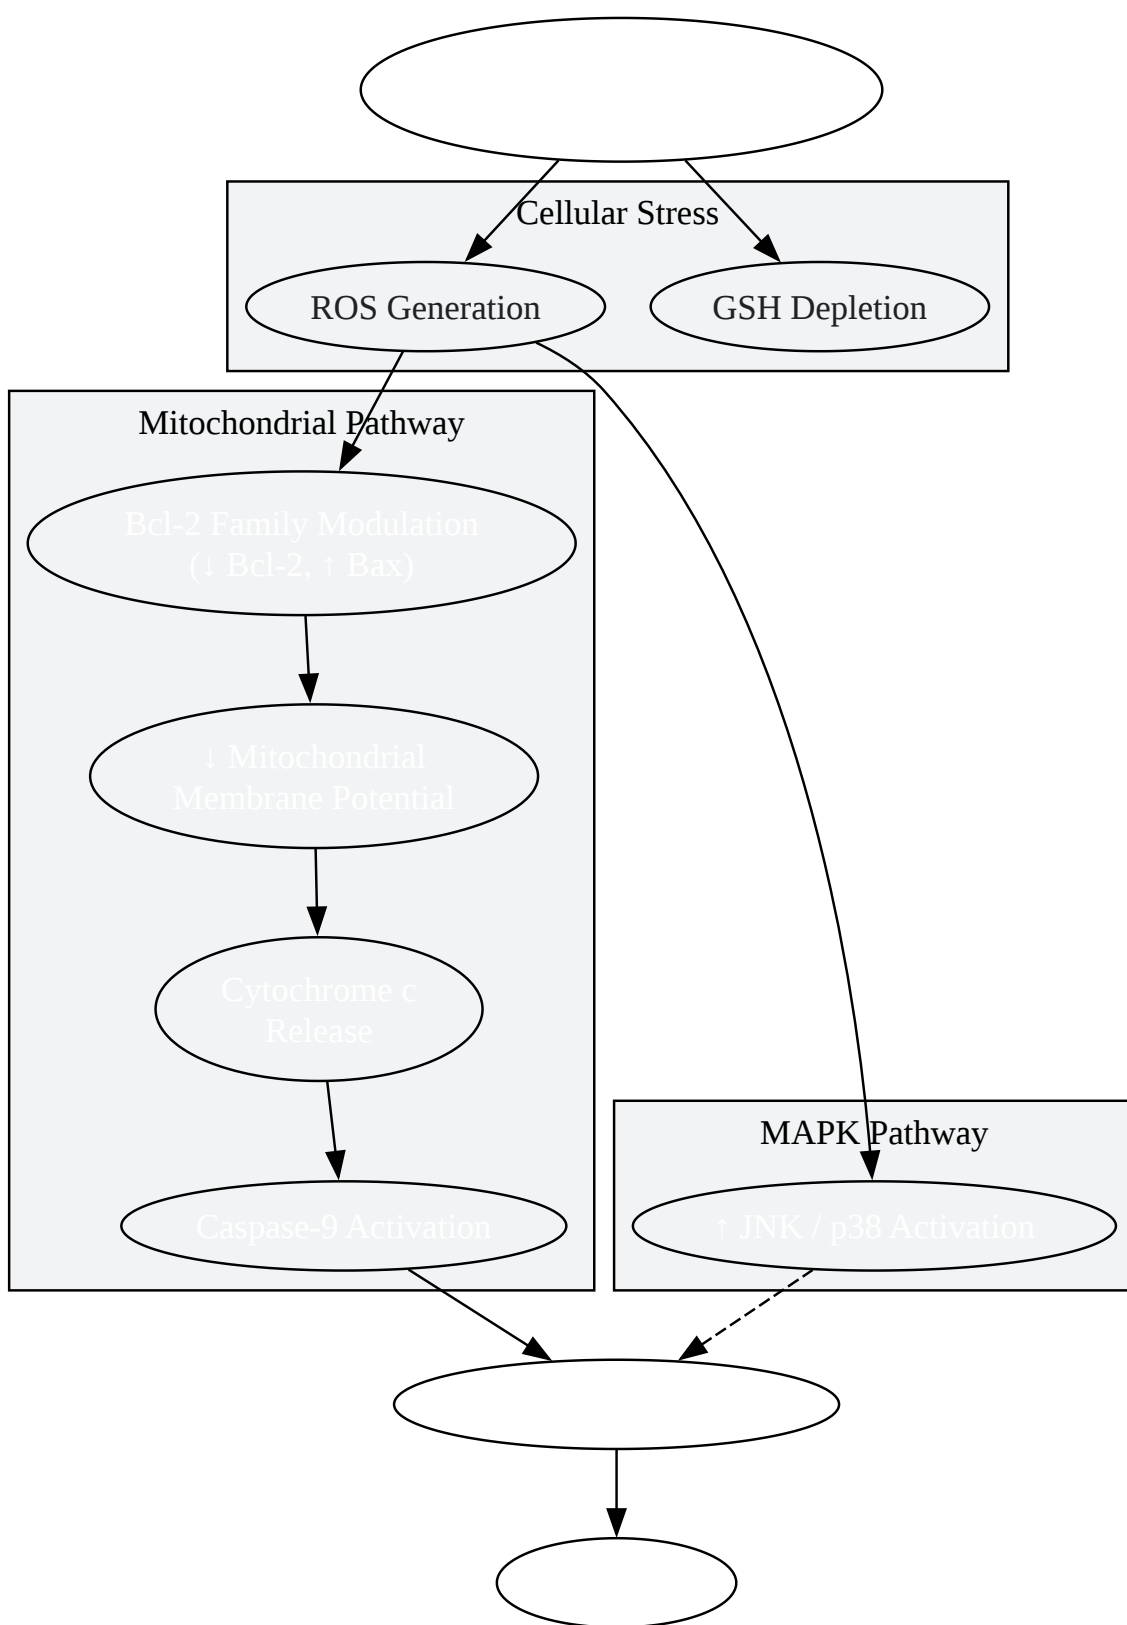 Cellular Stress
ROS Generation
GSH Depletion
Mitochondrial Pathway
Bcl-2 Family Modulation
(↓ Bcl-2, ↑ Bax)
↓ Mitochondrial
Membrane Potential
Cytochrome c
Release
MAPK Pathway
Caspase-9 Activation
↑ JNK / p38 Activation